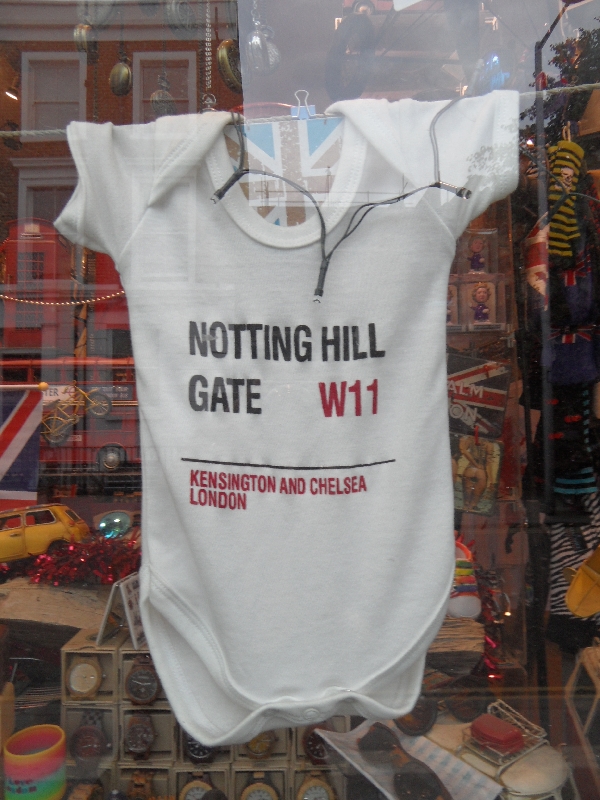 NOTTING HILL
GATE W11
KENSINGTON AND CHELSEA
LONDON